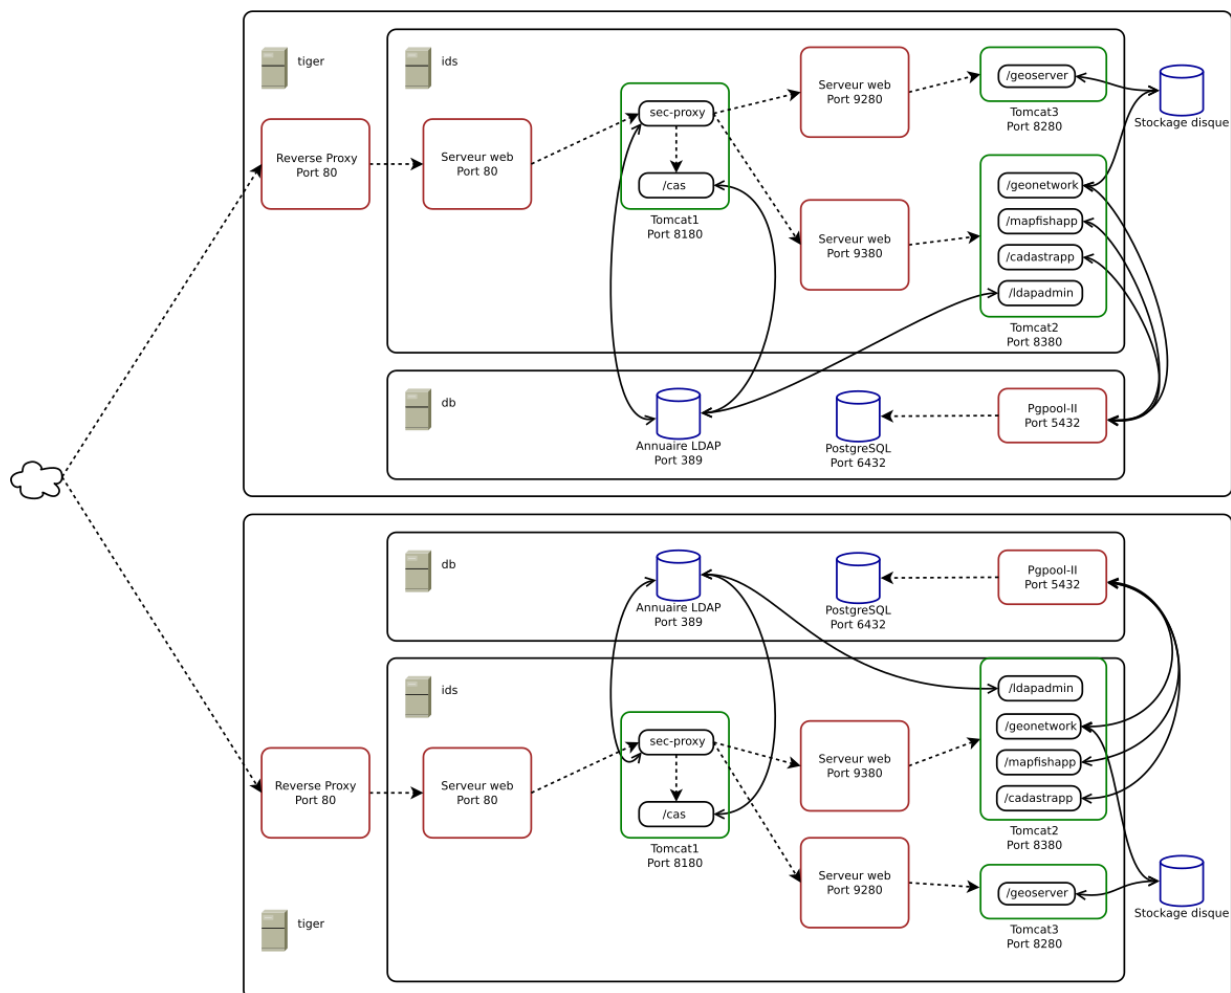 tiger
ids
Serveur web
Port 9280
/geoserver
Tomcat3
Port 8280
Stockage disque
Reverse Proxy
Port 80
Serveur web
Port 80
sec-proxy
/cas
Tomcat1
Port 8180
Serveur web
Port 9380
/geonetwork
/mapfishapp
/cadastrapp
/ldapadmin
Tomcat2
Port 8380
db
Annuaire LDAP
Port 389
PostgreSQL
Port 6432
Pgpool-II
Port 5432
db
Annuaire LDAP
Port 389
PostgreSQL
Port 6432
Pgpool-II
Port 5432
ids
Reverse Proxy
Port 80
Serveur web
Port 80
sec-proxy
/cas
Tomcat1
Port 8180
Serveur web
Port 9380
/ldapadmin
/geonetwork
/mapfishapp
/cadastrapp
Tomcat2
Port 8380
Serveur web
Port 9280
/geoserver
Tomcat3
Port 8280
Stockage disque
tiger